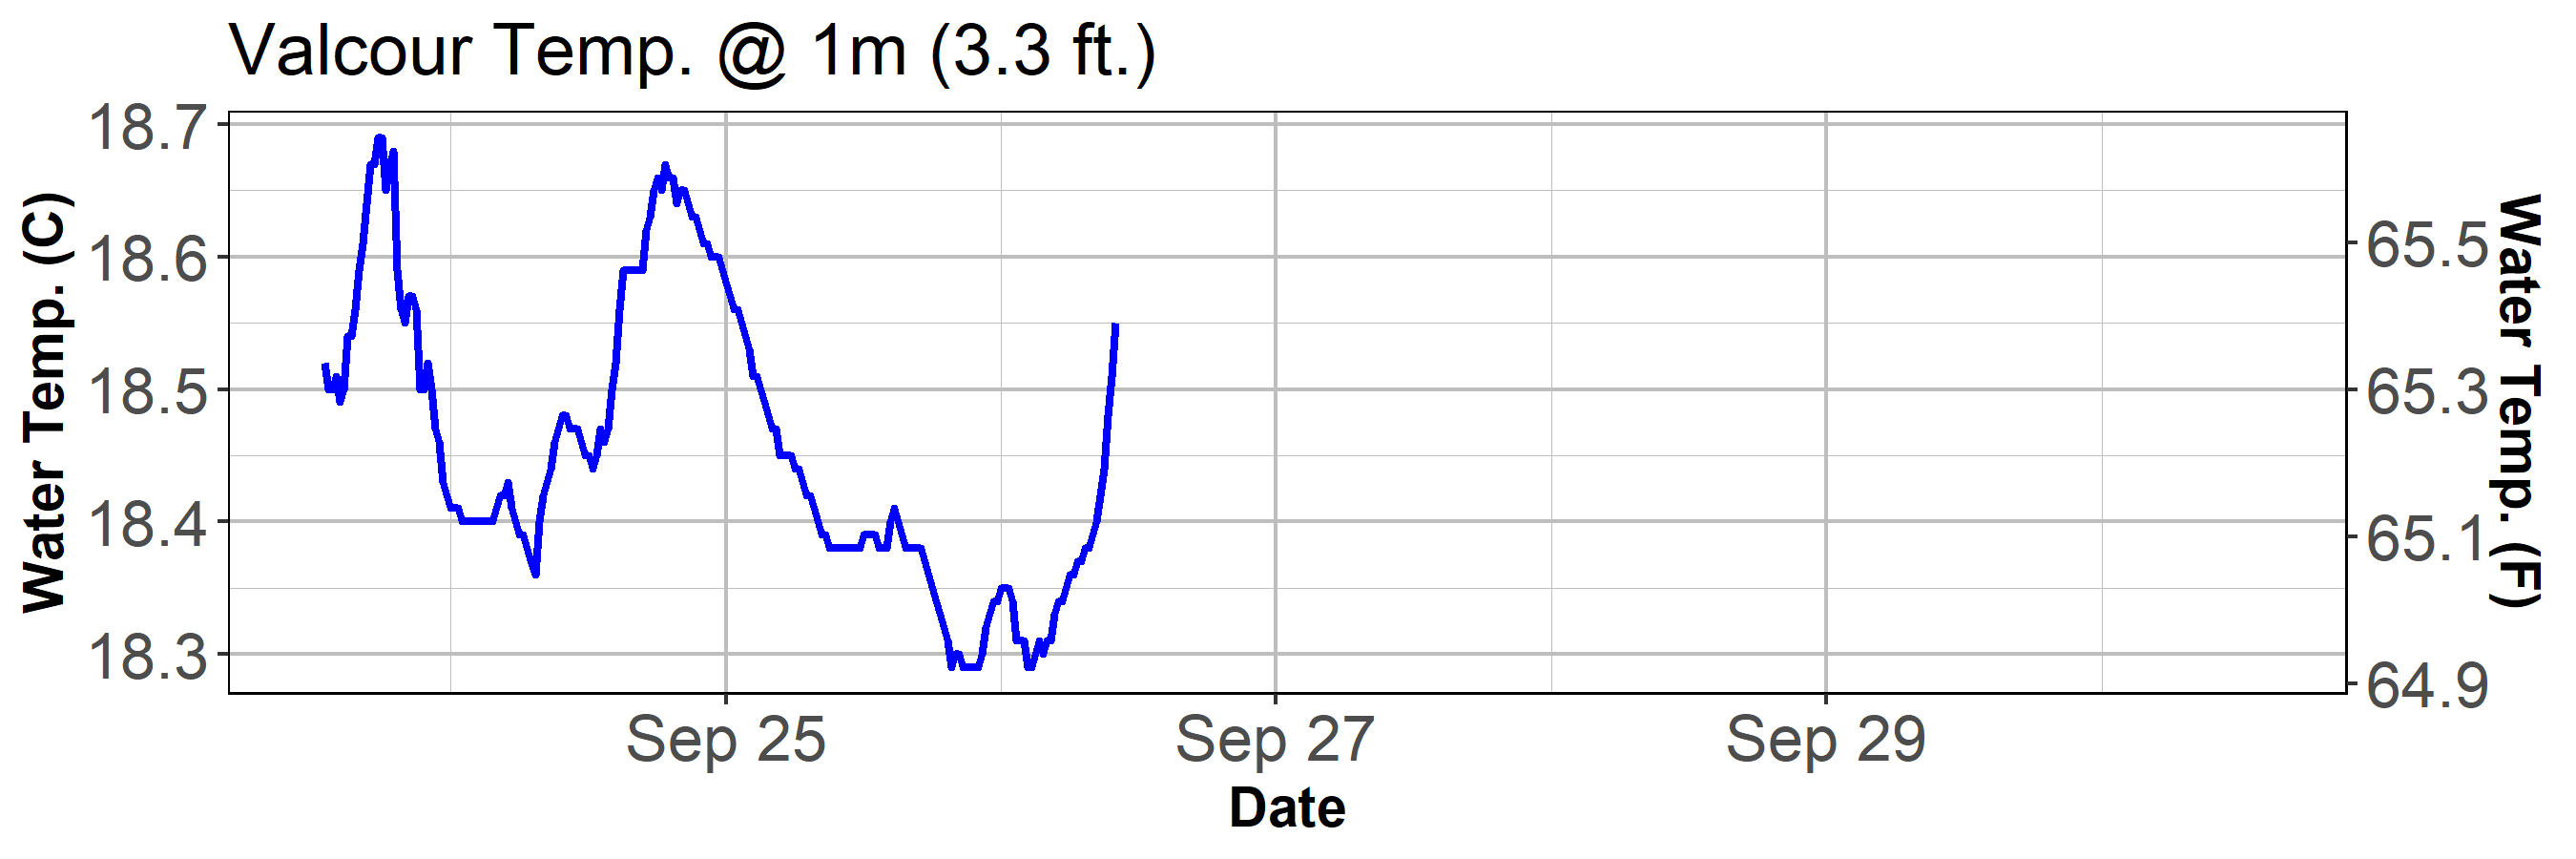 Valcour Temp. @ 1m (3.3 ft.)
Water Temp. (C)
18.7
18.6
18.5
18.4
18.3
65.5
65.3
65.1
64.9
Water Temp. (F)
Sep 25
Sep 27
Sep 29
Date